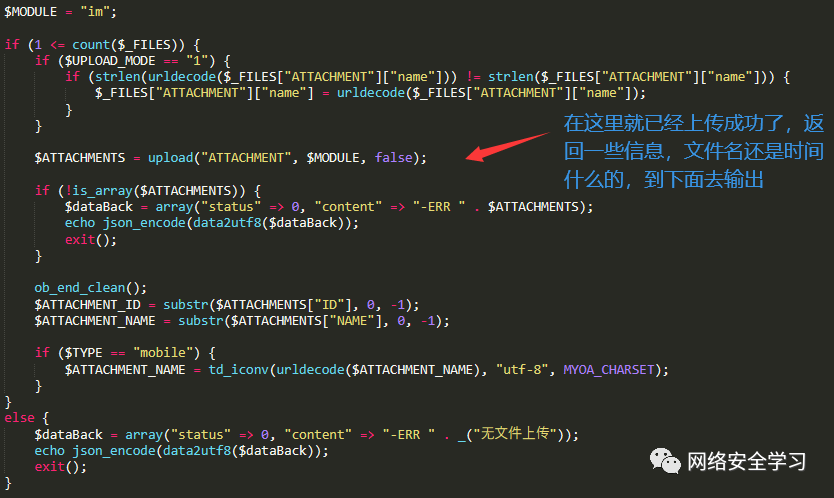 $MODULE = "im";
if (1 <= count($_FILES)) {
if ($UPLOAD_MODE == "1") {
if (strlen(urldecode($_FILES["ATTACHMENT"]["name"])) != strlen($_FILES["ATTACHMENT"]["name"])) {
$_FILES["ATTACHMENT"]["name"] = urldecode($_FILES["ATTACHMENT"]["name"]);
}
}
在这里就已经上传成功了，返
回一些信息，文件名还是时间
什么的，到下面去输出
$ATTACHMENTS = upload("ATTACHMENT", $MODULE, false);
if (!is_array($ATTACHMENTS)) {
$dataBack = array("status" => 0, "content" => "-ERR " . $ATTACHMENTS);
echo json_encode(data2utf8($dataBack));
exit();
}
ob_end_clean();
$ATTACHMENT_ID = substr($ATTACHMENTS["ID"], 0, -1);
$ATTACHMENT_NAME = substr($ATTACHMENTS["NAME"], 0, -1);
if ($TYPE == "mobile") {
$ATTACHMENT_NAME = td_iconv(urldecode($ATTACHMENT_NAME), "utf-8", MYOA_CHARSET);
}
}
else {
$dataBack = array("status" => 0, "content" => "-ERR " . _("无文件上传"));
echo json_encode(data2utf8($dataBack));
exit();
}
网络安全学习